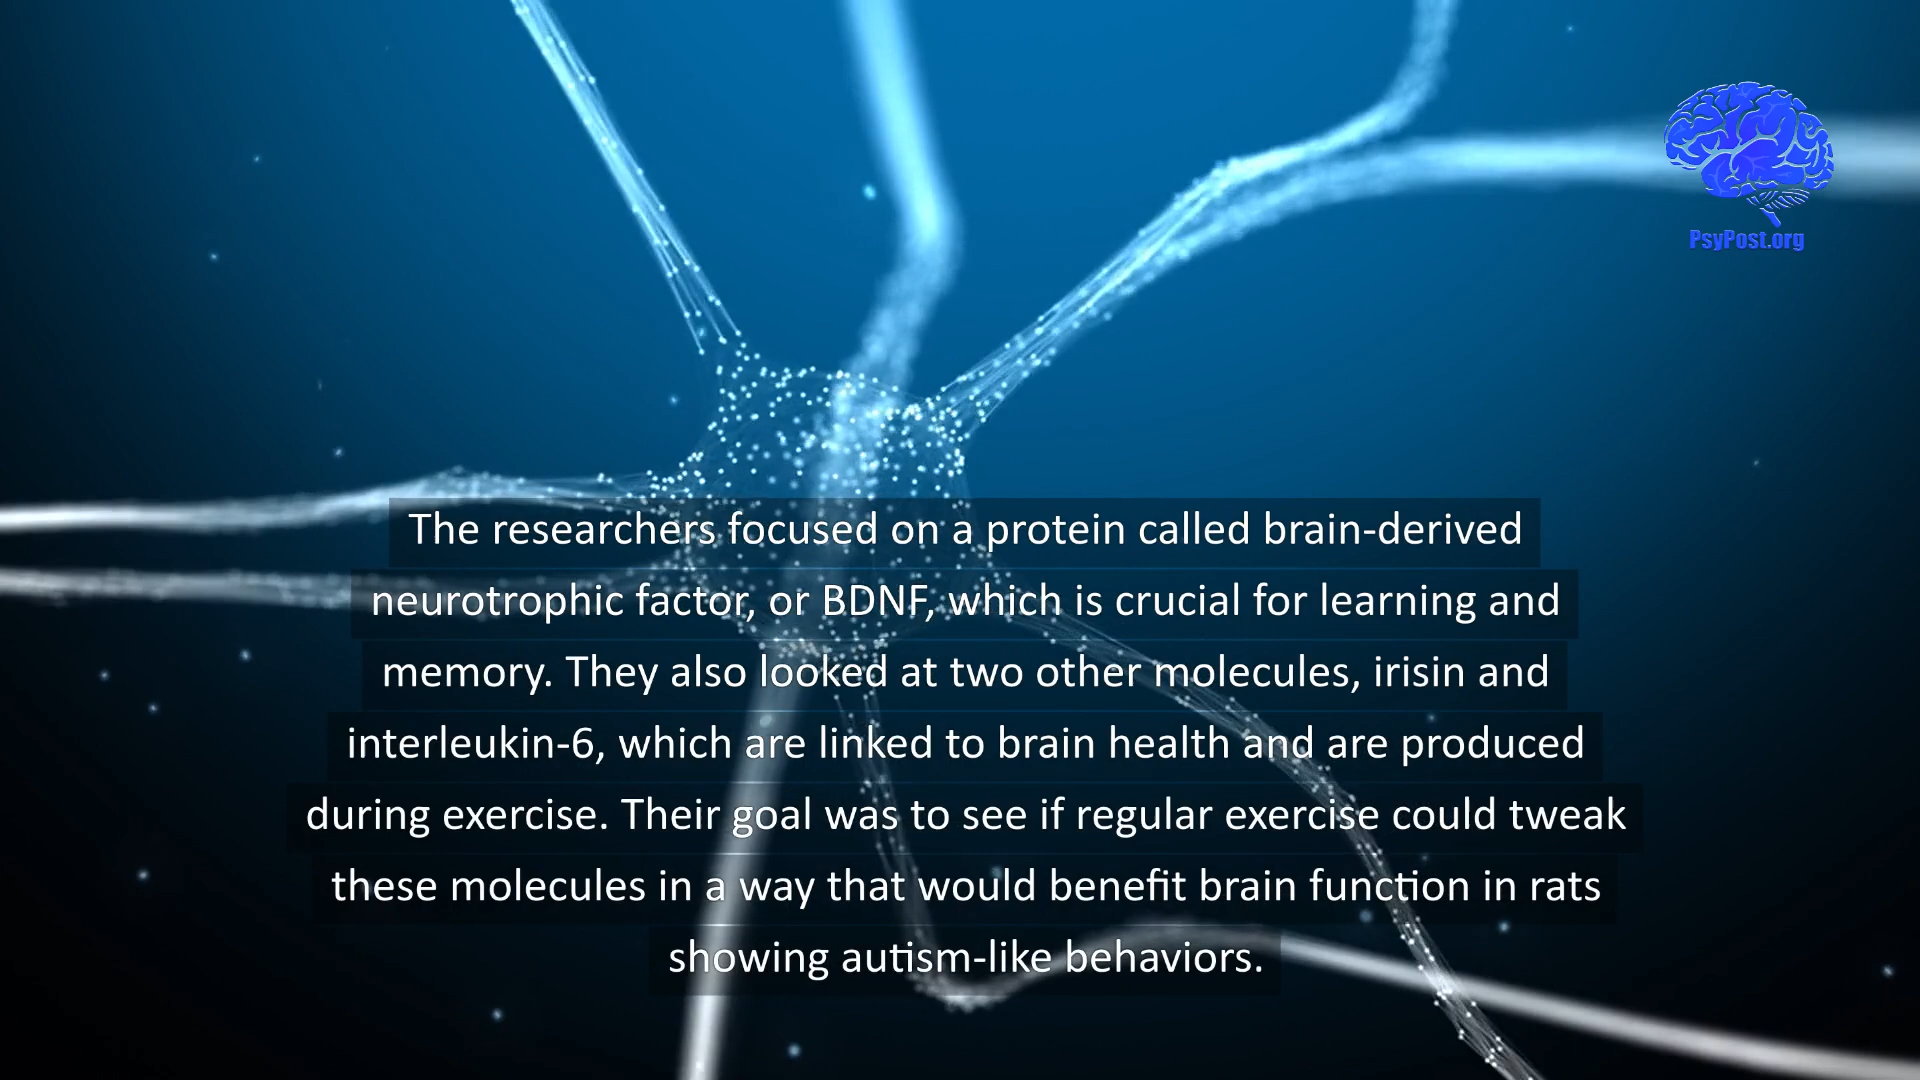 PsyPost.org
The researchers focused on a protein called brain-derived
neurotrophic factor, or BDNF, which is crucial for learning and
memory. They also looked at two other molecules, irisin and
interleukin-6, which are linked to brain health and are produced
during exercise. Their goal was to see if regular exercise could tweak
these molecules in a way that would benefit brain function in rats
showing autism-like behaviors.